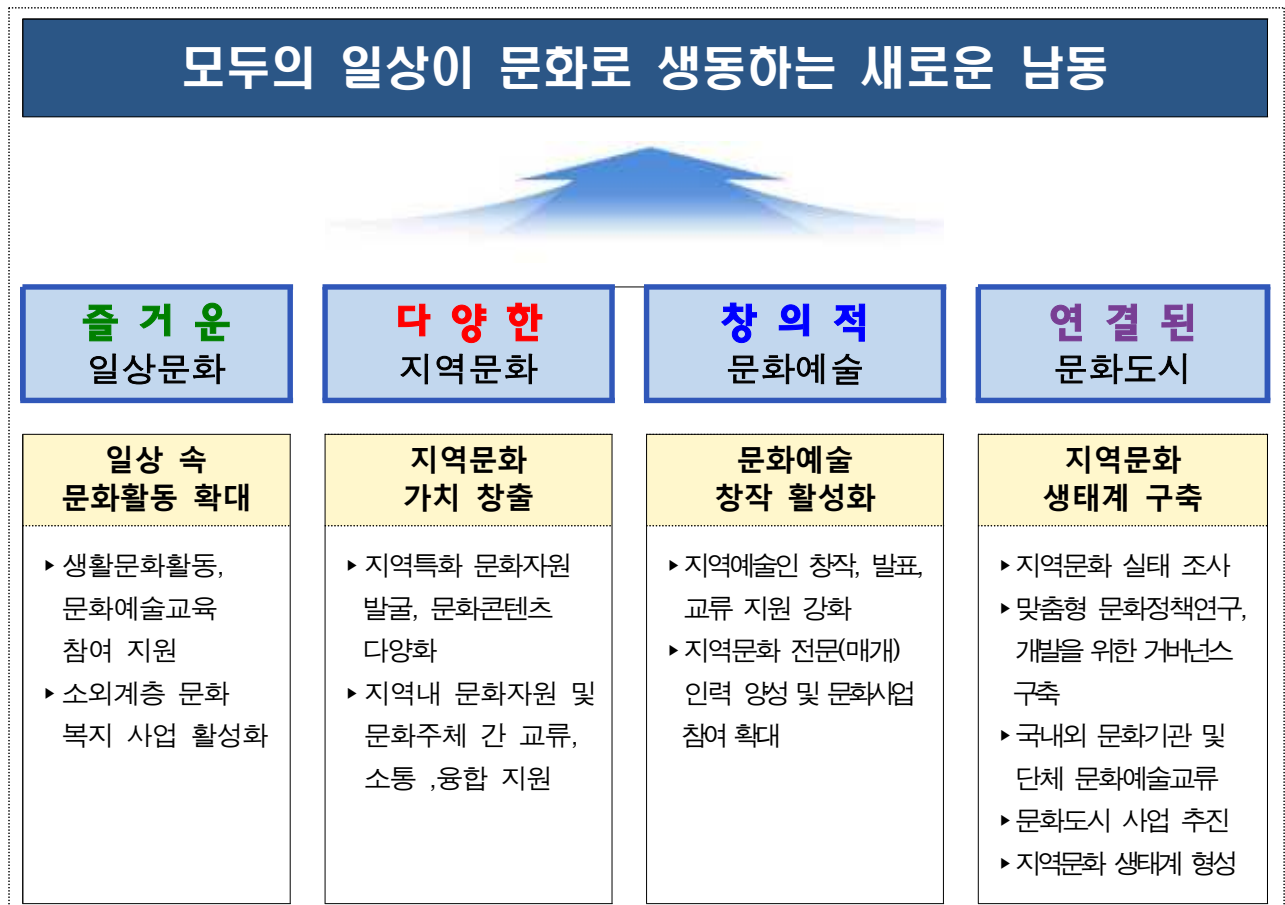 모두의 일상이 문화로 생동하는 새로운 남동
즐 거 운
일상문화
다 양 한
지역문화
창 의 적
문화예술
연 결 된
문화도시
일상 속
문화활동 확대
▸생활문화활동,
문화예술교육
참여 지원
▸소외계층 문화
복지 사업 활성화
지역문화
가치 창출
▸지역특화 문화자원
발굴, 문화콘텐츠
다양화
▸지역내 문화자원 및
문화주체 간 교류,
소통 ,융합 지원
문화예술
창작 활성화
▸지역예술인 창작, 발표,
교류 지원 강화
▸지역문화 전문(매개)
인력 양성 및 문화사업
참여 확대
지역문화
생태계 구축
▸지역문화 실태 조사
▸맞춤형 문화정책연구,
개발을 위한 거버넌스
구축
▸국내외 문화기관 및
단체 문화예술교류
▸문화도시 사업 추진
▸지역문화 생태계 형성